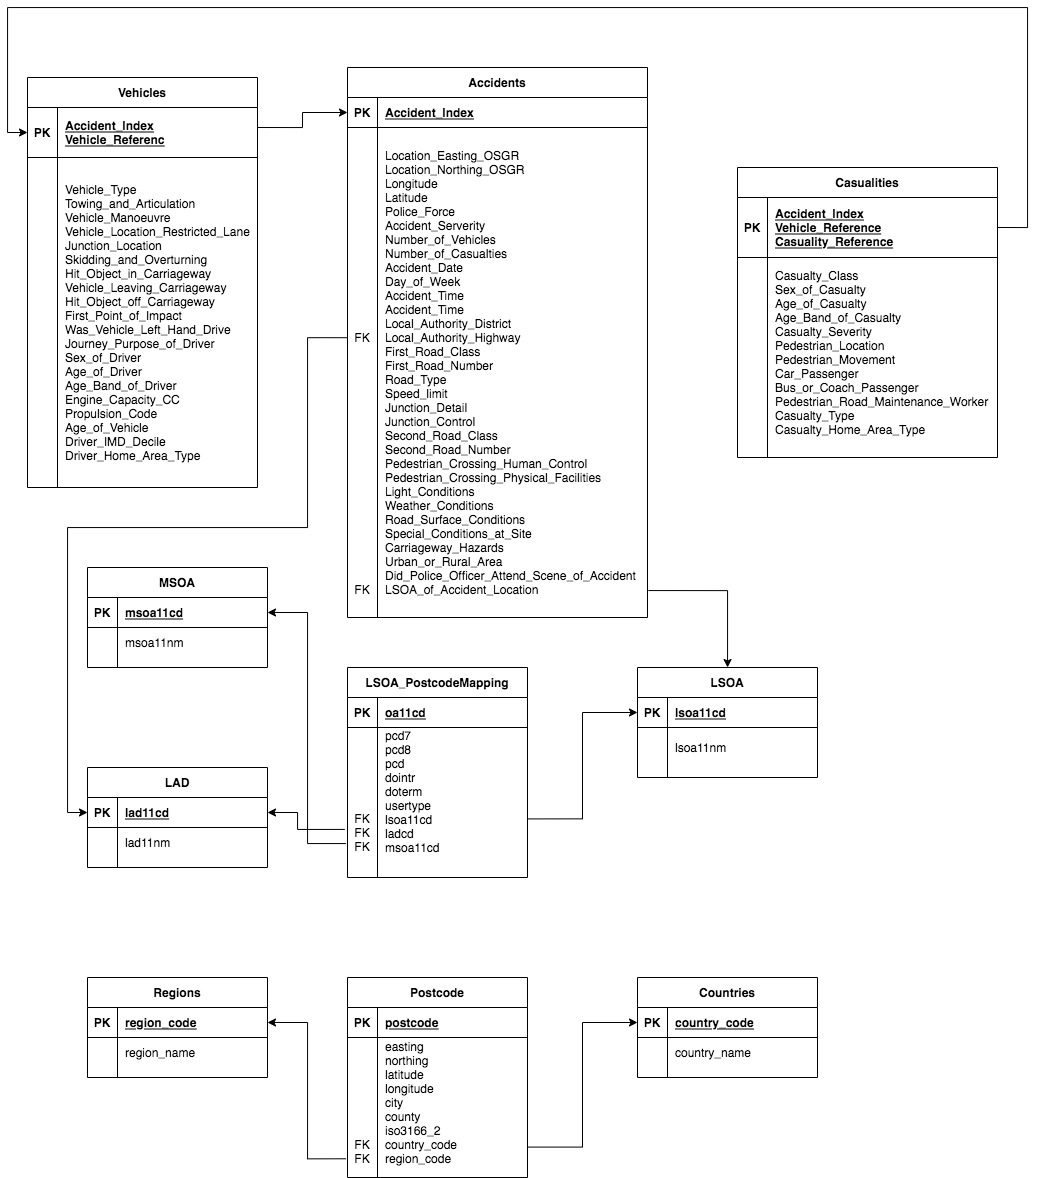 Vehicles
PK
Accident_Index
Vehicle_Referenc
Vehicle_Type
Towing_and_Articulation
Vehicle_Manoeuvre
Vehicle_Location_Restricted_Lane
Junction_Location
Skidding_and_Overturning
Hit_Object_in_Carriageway
Vehicle_Leaving_Carriageway
Hit_Object_off_Carriageway
First_Point_of_Impact
Was_Vehicle_Left_Hand_Drive
Journey_Purpose_of_Driver
Sex_of_Driver
Age_of_Driver
Age_Band_of_Driver
Engine_Capacity_CC
Propulsion_Code
Age_of_Vehicle
Driver_IMD_Decile
Driver_Home_Area_Type
Accidents
PK Accident_Index
Location_Easting_OSGR
Location_Northing_OSGR
Longitude
Latitude
Police_Force
Accident_Serverity
Number_of_Vehicles
Number_of_Casualties
Accident_Date
Day_of_Week
Accident_Time
Accident_Time
Local_Authority_District
FK Local_Authority_Highway
First_Road_Class
First_Road_Number
Road_Type
Speed_limit
Junction_Detail
Junction_Control
Second_Road_Class
Second_Road_Number
Pedestrian_Crossing_Human_Control
Pedestrian_Crossing_Physical_Facilities
Light_Conditions
Weather_Conditions
Road_Surface_Conditions
Special_Conditions_at_Site
Carriageway_Hazards
Urban_or_Rural_Area
Did_Police_Officer_Attend_Scene_of_Accident
FK LSOA_of_Accident_Location
Casualities
PK
Accident_Index
Vehicle_Reference
Casuality_Reference
Casualty_Class
Sex_of_Casualty
Age_of_Casualty
Age_Band_of_Casualty
Casualty_Severity
Pedestrian_Location
Pedestrian_Movement
Car_Passenger
Bus_or_Coach_Passenger
Pedestrian_Road_Maintenance_Worker
Casualty_Type
Casualty_Home_Area_Type
MSOA
PK msoa11cd
msoa11nm
LSOA_PostcodeMapping
PK oa11cd
pcd7
pcd8
pcd
dointr
doterm
usertype
FK lsoa11cd
FK ladcd
FK msoa11cd
LSOA
PK lsoa11cd
lsoa11nm
LAD
PK lad11cd
lad11nm
Regions
PK region_code
region_name
Postcode
PK postcode
easting
northing
latitude
longitude
city
county
iso3166_2
FK country_code
FK region_code
Countries
PK country_code
country_name